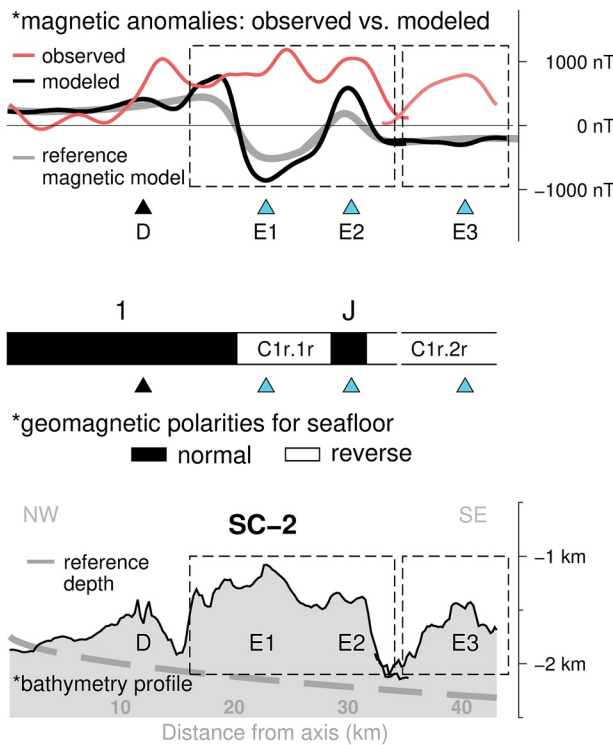 *magnetic anomalies: observed vs. modeled
observed
modeled
reference
magnetic model
1000 nT
0 nT
−1000 nT
D E1 E2 E3
1 J
C1r.1r C1r.2r
*geomagnetic polarities for seafloor
normal reverse
NW SE
SC−2
reference
depth
−1 km
−2 km
D E1 E2 E3
*bathymetry profile
10 20 30 40
Distance from axis (km)